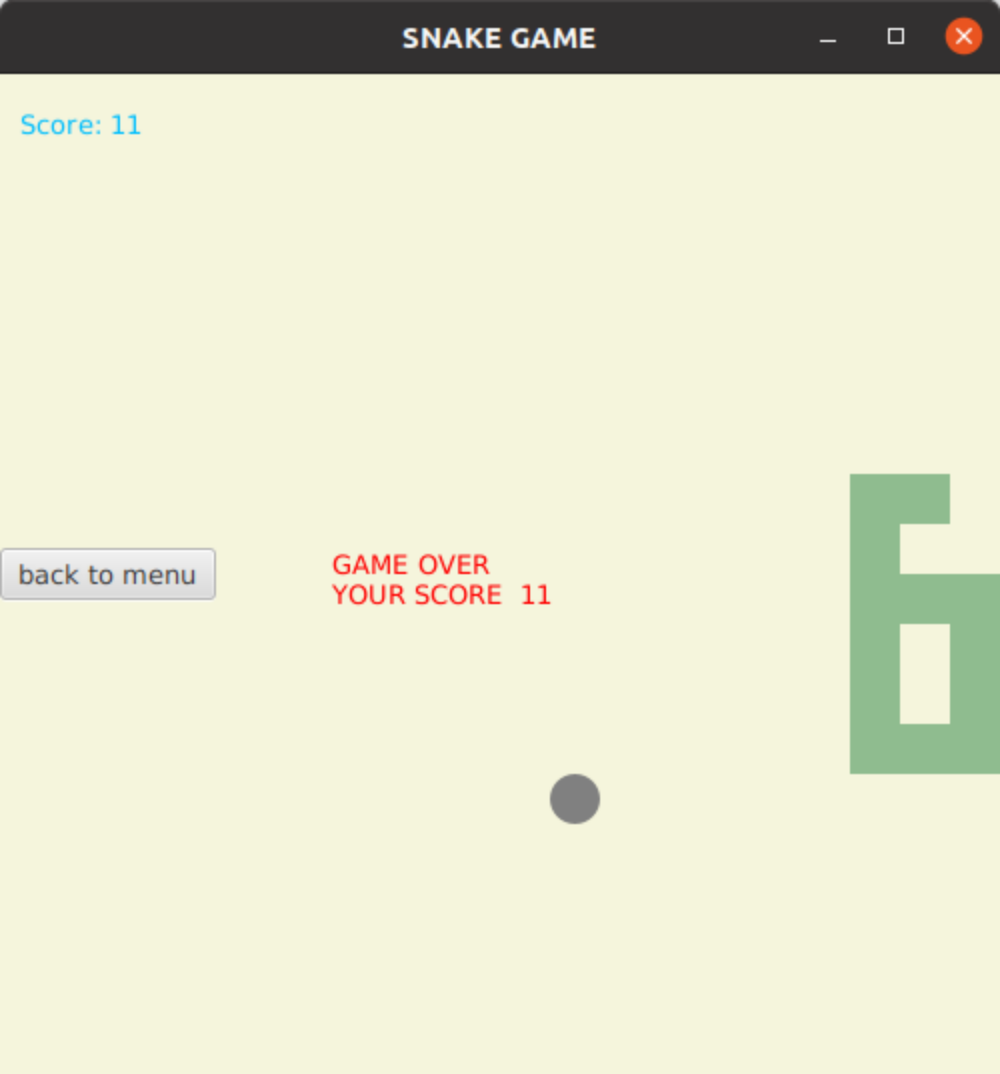 SNAKE GAME
Score: 11
back to menu
GAME OVER
YOUR SCORE  11